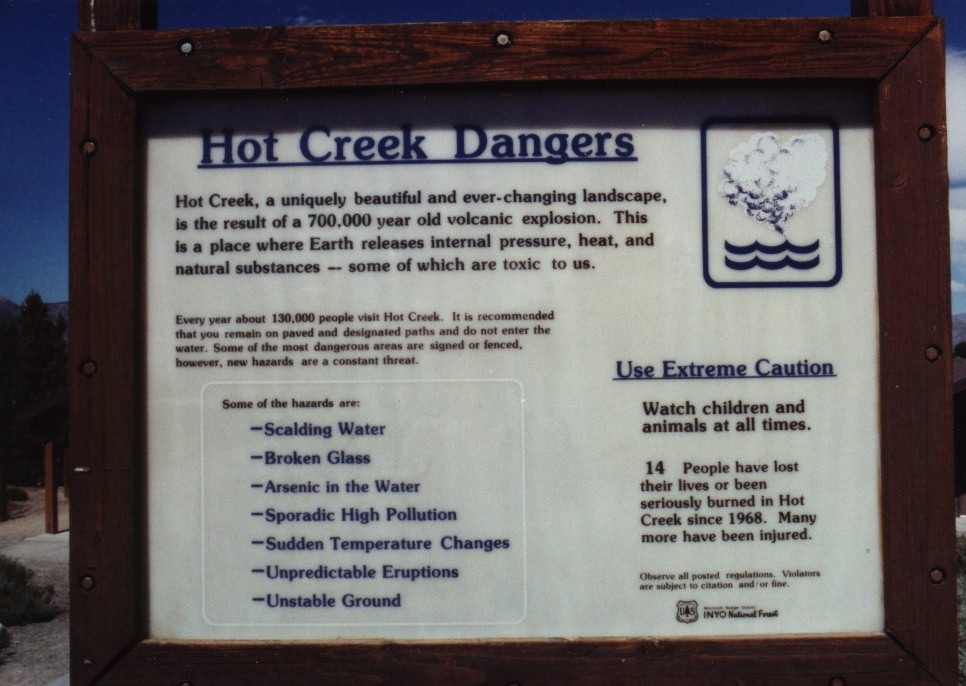 Hot Creek Dangers
Hot Creek, a uniquely beautiful and ever-changing landscape,
is the result of a 700,000 year old volcanic explosion. This
is a place where Earth releases internal pressure, heat, and
natural substances -- some of which are toxic to us.
Every year about 130,000 people visit Hot Creek. It is recommended
that you remain on paved and designated paths and do not enter the
water. Some of the most dangerous areas are signed or fenced,
however, new hazards are a constant threat.
Some of the hazards are:
—Scalding Water
—Broken Glass
—Arsenic in the Water
—Sporadic High Pollution
—Sudden Temperature Changes
—Unpredictable Eruptions
—Unstable Ground
Use Extreme Caution
Watch children and
animals at all times.
14 People have lost
their lives or been
seriously burned in Hot
Creek since 1968. Many
more have been injured.
Observe all posted regulations. Violators
are subject to citation and/or fine.
US
Ranger District
INYO National Forest